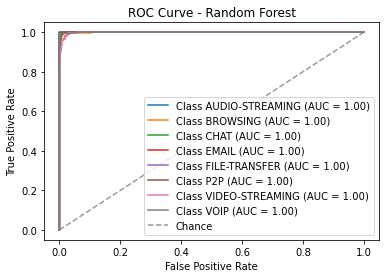 ROC Curve - Random Forest
True Positive Rate
1.0
0.8
0.6
0.4
0.2
0.0
Class AUDIO-STREAMING (AUC = 1.00)
Class BROWSING (AUC = 1.00)
Class CHAT (AUC = 1.00)
Class EMAIL (AUC = 1.00)
Class FILE-TRANSFER (AUC = 1.00)
Class P2P (AUC = 1.00)
Class VIDEO-STREAMING (AUC = 1.00)
Class VOIP (AUC = 1.00)
Chance
0.0 0.2 0.4 0.6 0.8 1.0
False Positive Rate